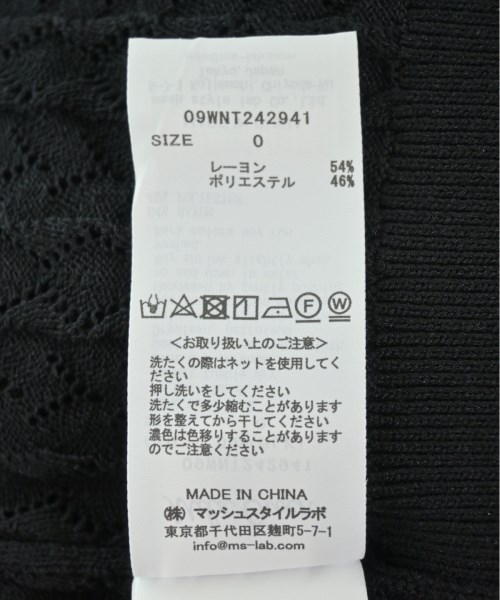 09WNT242941
SIZE 0
レーヨン 54%
ポリエステル 46%
F W
<お取り扱い上のご注意>
洗たくの際はネットを使用してくだ
さい
押し洗いをしてください
洗たくで多少縮むことがあります
形を整えてから干してください
濃色は色移りすることがあります
のでご注意ください
MADE IN CHINA
㈱ マッシュスタイルラボ
東京都千代田区麹町5-7-1
info@ms-lab.com